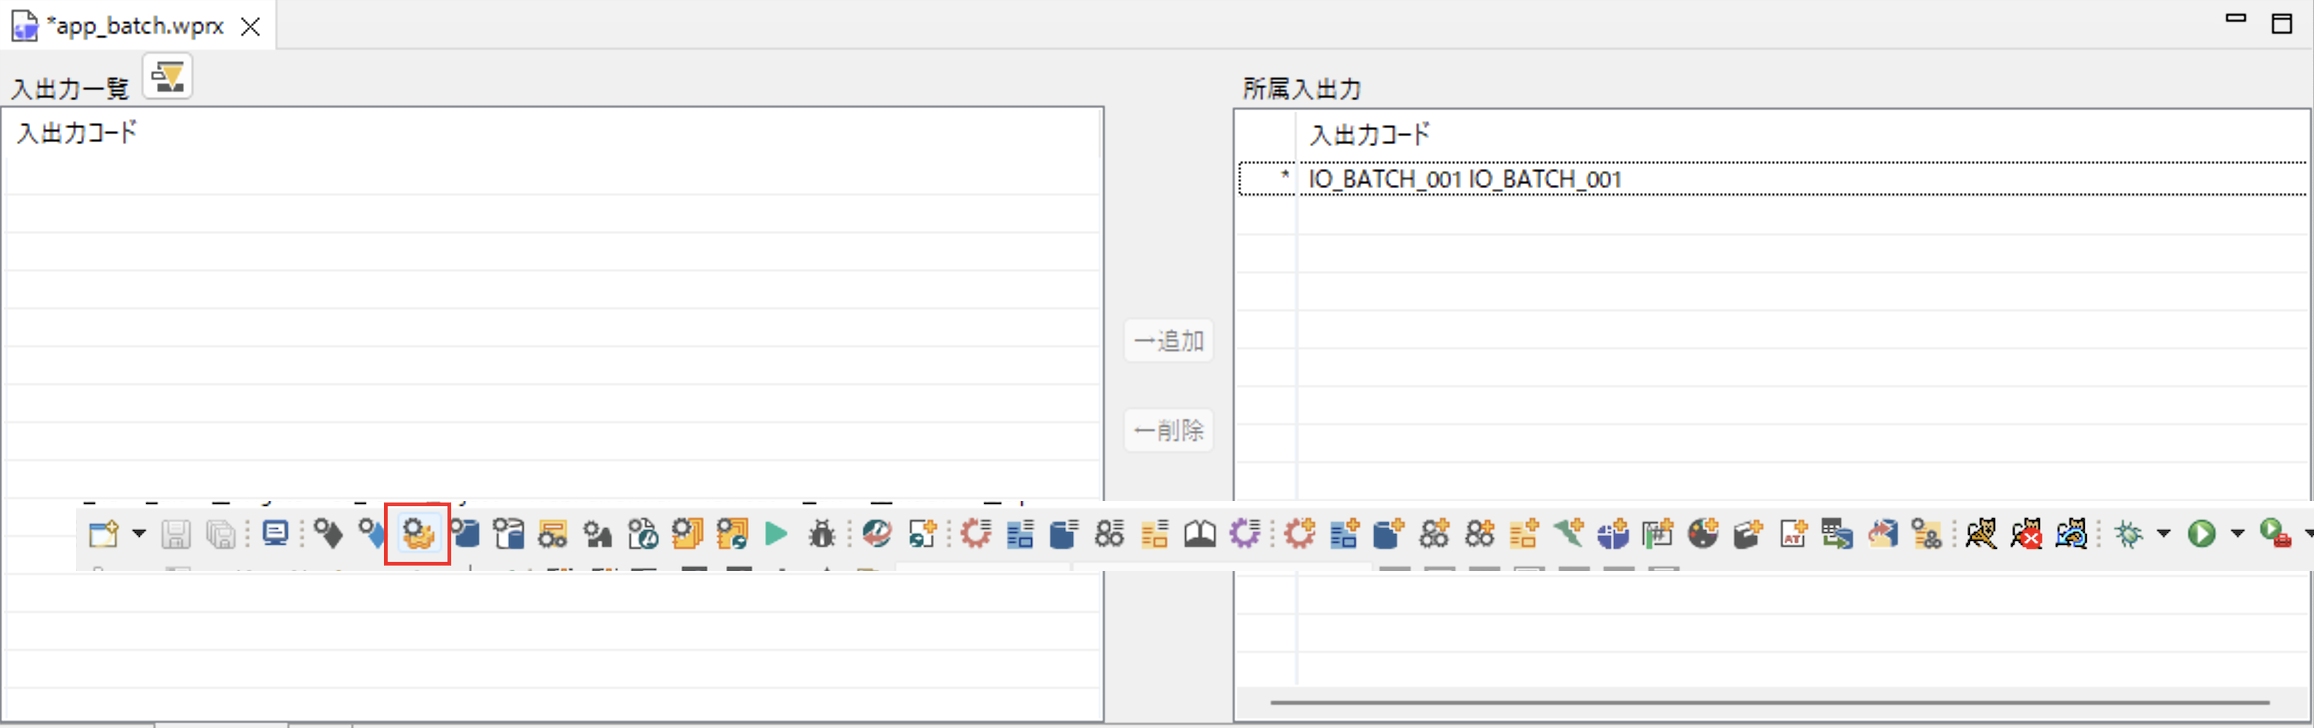 *app_batch.wprx
入出力一覧
入出力コード
→追加
←削除
所属入出力
入出力コード
* IO_BATCH_001 IO_BATCH_001